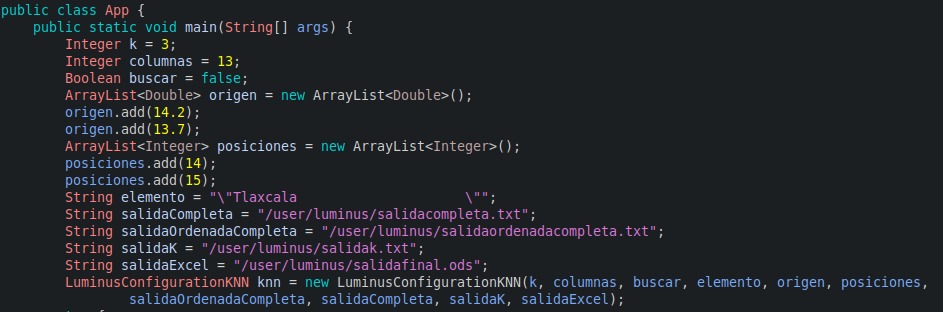 public class App {
    public static void main(String[] args) {
        Integer k = 3;
        Integer columnas = 13;
        Boolean buscar = false;
        ArrayList<Double> origen = new ArrayList<Double>();
        origen.add(14.2);
        origen.add(13.7);
        ArrayList<Integer> posiciones = new ArrayList<Integer>();
        posiciones.add(14);
        posiciones.add(15);
        String elemento = "\"Tlaxcala                     \"";
        String salidaCompleta = "/user/luminus/salidacompleta.txt";
        String salidaOrdenadaCompleta = "/user/luminus/salidaordenadacompleta.txt";
        String salidaK = "/user/luminus/salidak.txt";
        String salidaExcel = "/user/luminus/salidafinal.ods";
        LuminusConfigurationKNN knn = new LuminusConfigurationKNN(k, columnas, buscar, elemento, origen, posiciones,
                salidaOrdenadaCompleta, salidaCompleta, salidaK, salidaExcel);